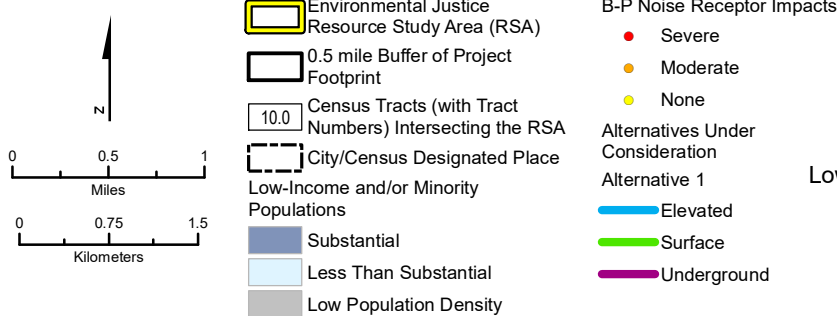 N
0 0.5 1
Miles
0 0.75 1.5
Kilometers
Environmental Justice
Resource Study Area (RSA)
0.5 mile Buffer of Project
Footprint
10.0
Census Tracts (with Tract
Numbers) Intersecting the RSA
City/Census Designated Place
Low-Income and/or Minority
Populations
Substantial
Less Than Substantial
Low Population Density
B-P Noise Receptor Impacts
Severe
Moderate
None
Alternatives Under
Consideration
Alternative 1
Elevated
Surface
Underground